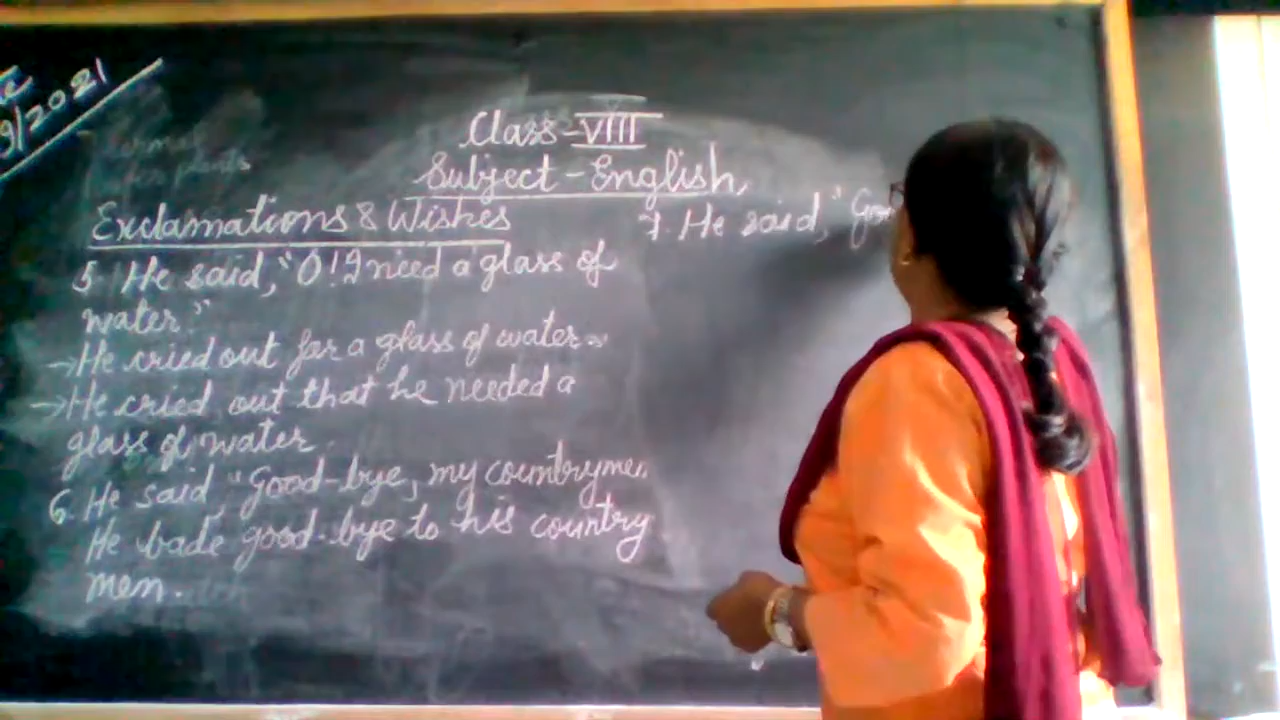 9/2021
Class-VIII
Subject-English,
Exclamations & Wishes
5. He said, "O! I need a glass of
water."
→He cried out for a glass of water.
→He cried out that he needed a
glass of water.
6. He said, "Good-bye, my countrymen.
He bade good-bye to his country
men.
7. He said, "Goo